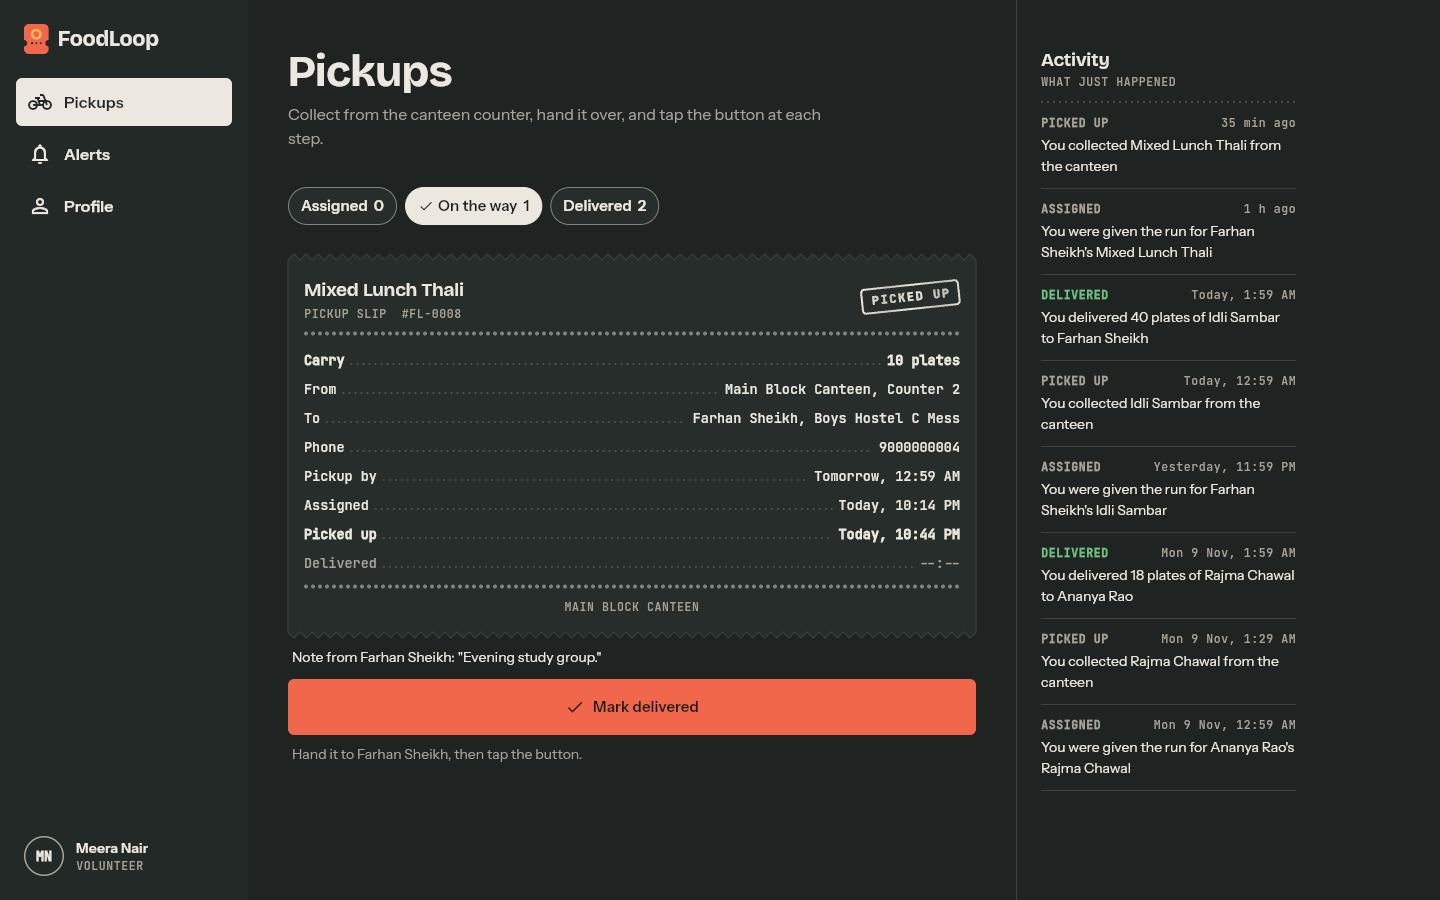 FoodLoop
Pickups
Alerts
Profile
MN
Meera Nair
VOLUNTEER
Pickups
Collect from the canteen counter, hand it over, and tap the button at each
step.
Assigned 0
On the way 1
Delivered 2
Mixed Lunch Thali
PICKUP SLIP #FL-0008
PICKED UP
Carry 10 plates
From Main Block Canteen, Counter 2
To Farhan Sheikh, Boys Hostel C Mess
Phone 9000000004
Pickup by Tomorrow, 12:59 AM
Assigned Today, 10:14 PM
Picked up Today, 10:44 PM
Delivered --:--
MAIN BLOCK CANTEEN
Note from Farhan Sheikh: "Evening study group."
Mark delivered
Hand it to Farhan Sheikh, then tap the button.
Activity
WHAT JUST HAPPENED
PICKED UP 35 min ago
You collected Mixed Lunch Thali from
the canteen
ASSIGNED 1 h ago
You were given the run for Farhan
Sheikh's Mixed Lunch Thali
DELIVERED Today, 1:59 AM
You delivered 40 plates of Idli Sambar
to Farhan Sheikh
PICKED UP Today, 12:59 AM
You collected Idli Sambar from the
canteen
ASSIGNED Yesterday, 11:59 PM
You were given the run for Farhan
Sheikh's Idli Sambar
DELIVERED Mon 9 Nov, 1:59 AM
You delivered 18 plates of Rajma Chawal
to Ananya Rao
PICKED UP Mon 9 Nov, 1:29 AM
You collected Rajma Chawal from the
canteen
ASSIGNED Mon 9 Nov, 12:59 AM
You were given the run for Ananya Rao's
Rajma Chawal